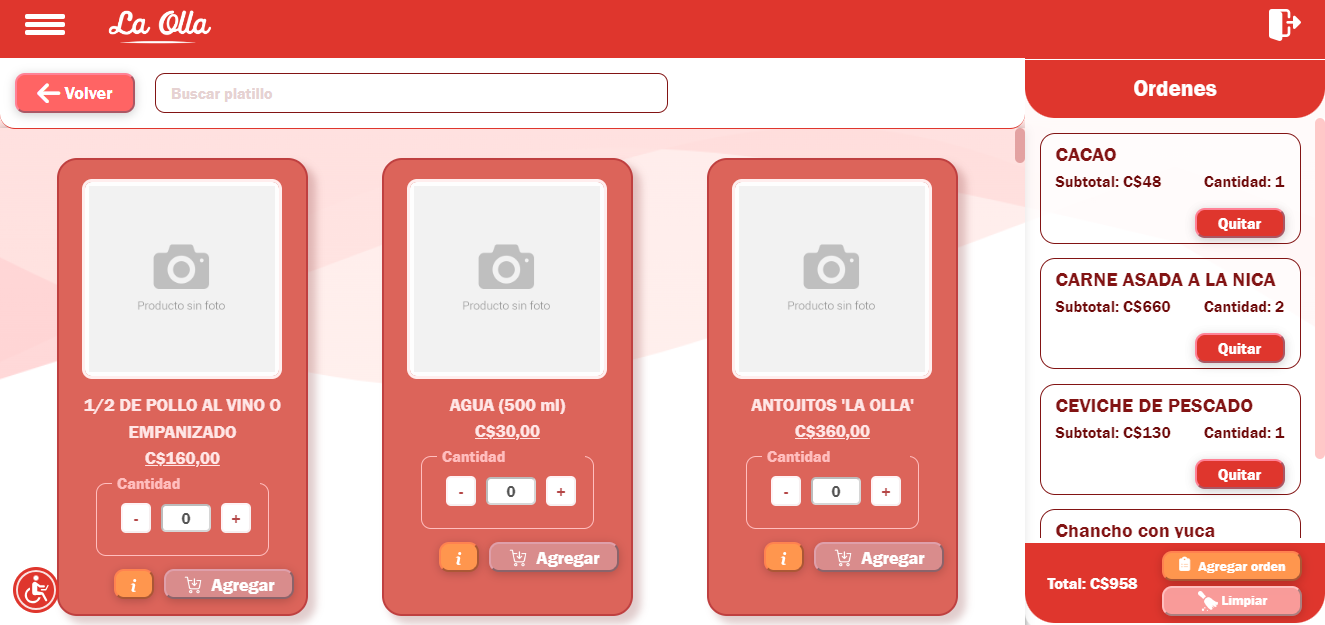 La Olla
Volver
Buscar platillo
Ordenes
1/2 DE POLLO AL VINO O
EMPANIZADO
C$160,00
Cantidad
-
0
+
i
Agregar
AGUA (500 ml)
C$30,00
Cantidad
-
0
+
i
Agregar
ANTOJITOS 'LA OLLA'
C$360,00
Cantidad
-
0
+
i
Agregar
Producto sin foto
Producto sin foto
Producto sin foto
CACAO
Subtotal: C$48 Cantidad: 1
Quitar
CARNE ASADA A LA NICA
Subtotal: C$660 Cantidad: 2
Quitar
CEVICHE DE PESCADO
Subtotal: C$130 Cantidad: 1
Quitar
Chancho con yuca
Total: C$958
Agregar orden
Limpiar